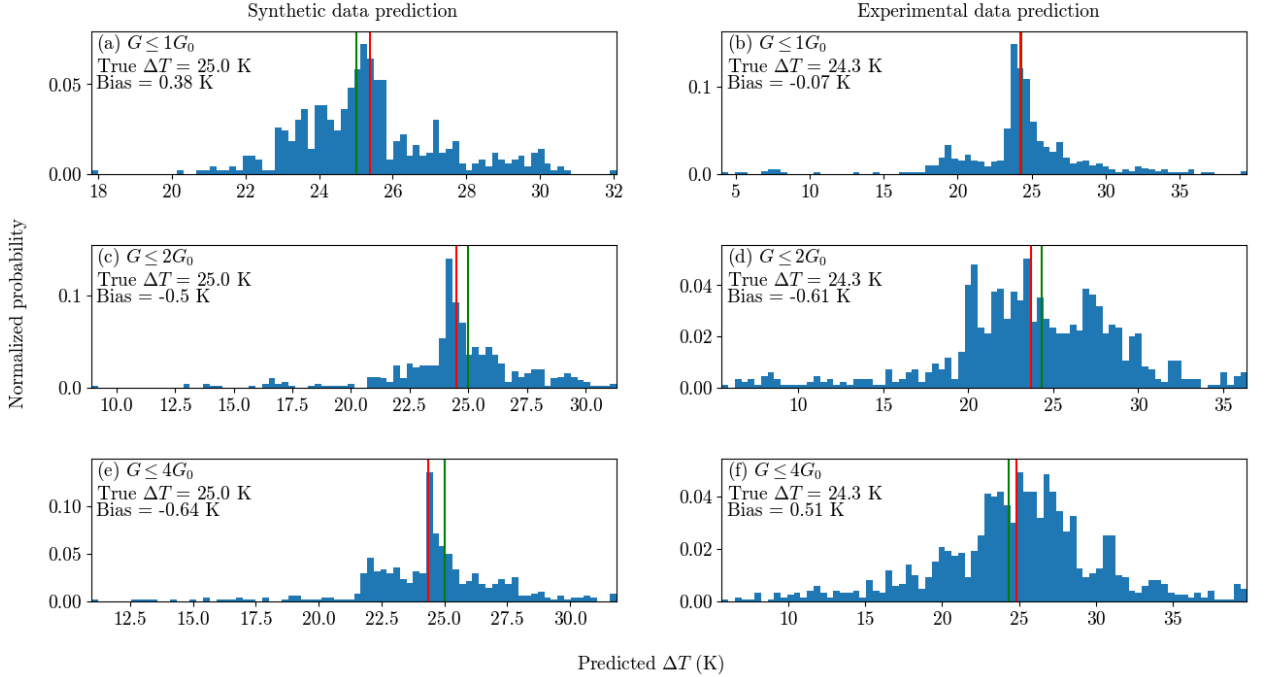 Synthetic data prediction
Experimental data prediction
(a) G ≤ 1G₀
True ΔT = 25.0 K
Bias = 0.38 K
0.05
0.00
18 20 22 24 26 28 30 32
(b) G ≤ 1G₀
True ΔT = 24.3 K
Bias = -0.07 K
0.1
0.0
5 10 15 20 25 30 35
Normalized probability
(c) G ≤ 2G₀
True ΔT = 25.0 K
Bias = -0.5 K
0.1
0.0
10.0 12.5 15.0 17.5 20.0 22.5 25.0 27.5 30.0
(d) G ≤ 2G₀
True ΔT = 24.3 K
Bias = -0.61 K
0.04
0.02
0.00
10 15 20 25 30 35
(e) G ≤ 4G₀
True ΔT = 25.0 K
Bias = -0.64 K
0.10
0.05
0.00
12.5 15.0 17.5 20.0 22.5 25.0 27.5 30.0
(f) G ≤ 4G₀
True ΔT = 24.3 K
Bias = 0.51 K
0.04
0.02
0.00
10 15 20 25 30 35
Predicted ΔT (K)